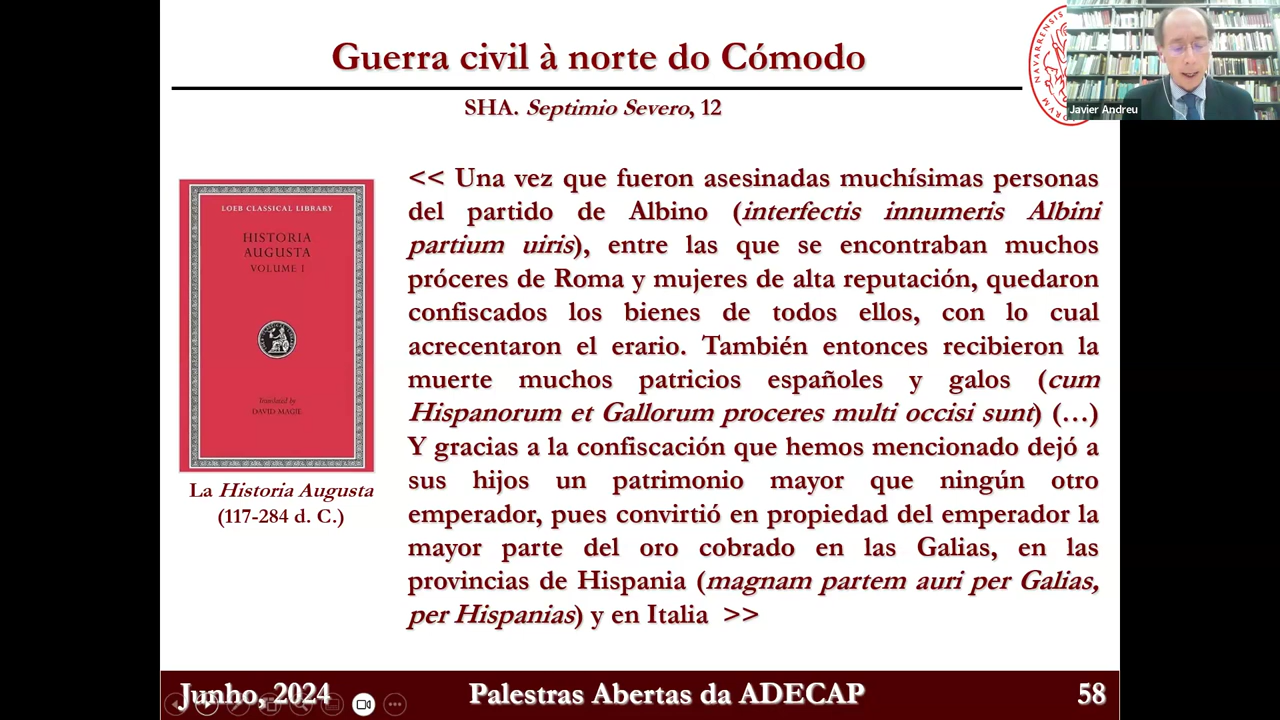 Guerra civil à norte do Cómodo
SHA. Septimio Severo, 12
NAVARRENSIS
Javier Andreu
LOEB CLASSICAL LIBRARY
HISTORIA
AUGUSTA
VOLUME I
Translated by
DAVID MAGIE
La Historia Augusta
(117-284 d. C.)
<< Una vez que fueron asesinadas muchísimas personas
del partido de Albino (interfectis innumeris Albini
partium uiris), entre las que se encontraban muchos
próceres de Roma y mujeres de alta reputación, quedaron
confiscados los bienes de todos ellos, con lo cual
acrecentaron el erario. También entonces recibieron la
muerte muchos patricios españoles y galos (cum
Hispanorum et Gallorum proceres multi occisi sunt) (…)
Y gracias a la confiscación que hemos mencionado dejó a
sus hijos un patrimonio mayor que ningún otro
emperador, pues convirtió en propiedad del emperador la
mayor parte del oro cobrado en las Galias, en las
provincias de Hispania (magnam partem auri per Galias,
per Hispanias) y en Italia >>
Junho, 2024
Palestras Abertas da ADECAP
58